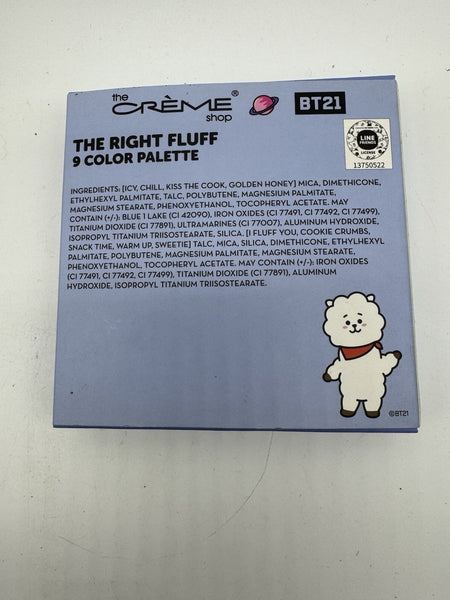 the
CRÈME®
shop
BT21
THE RIGHT FLUFF
9 COLOR PALETTE
LINE
FRIENDS
LICENSE
13750522
INGREDIENTS: [ICY, CHILL, KISS THE COOK, GOLDEN HONEY] MICA, DIMETHICONE,
ETHYLHEXYL PALMITATE, TALC, POLYBUTENE, MAGNESIUM PALMITATE,
MAGNESIUM STEARATE, PHENOXYETHANOL, TOCOPHERYL ACETATE. MAY
CONTAIN (+/-): BLUE 1 LAKE (CI 42090), IRON OXIDES (CI 77491, CI 77492, CI 77499),
TITANIUM DIOXIDE (CI 77891), ULTRAMARINES (CI 77007), ALUMINUM HYDROXIDE,
ISOPROPYL TITANIUM TRIISOSTEARATE, SILICA. [I FLUFF YOU, COOKIE CRUMBS,
SNACK TIME, WARM UP, SWEETIE] TALC, MICA, SILICA, DIMETHICONE, ETHYLHEXYL
PALMITATE, POLYBUTENE, MAGNESIUM PALMITATE, MAGNESIUM STEARATE,
PHENOXYETHANOL, TOCOPHERYL ACETATE. MAY CONTAIN (+/-): IRON OXIDES
(CI 77491, CI 77492, CI 77499), TITANIUM DIOXIDE (CI 77891), ALUMINUM
HYDROXIDE, ISOPROPYL TITANIUM TRIISOSTEARATE.
©BT21